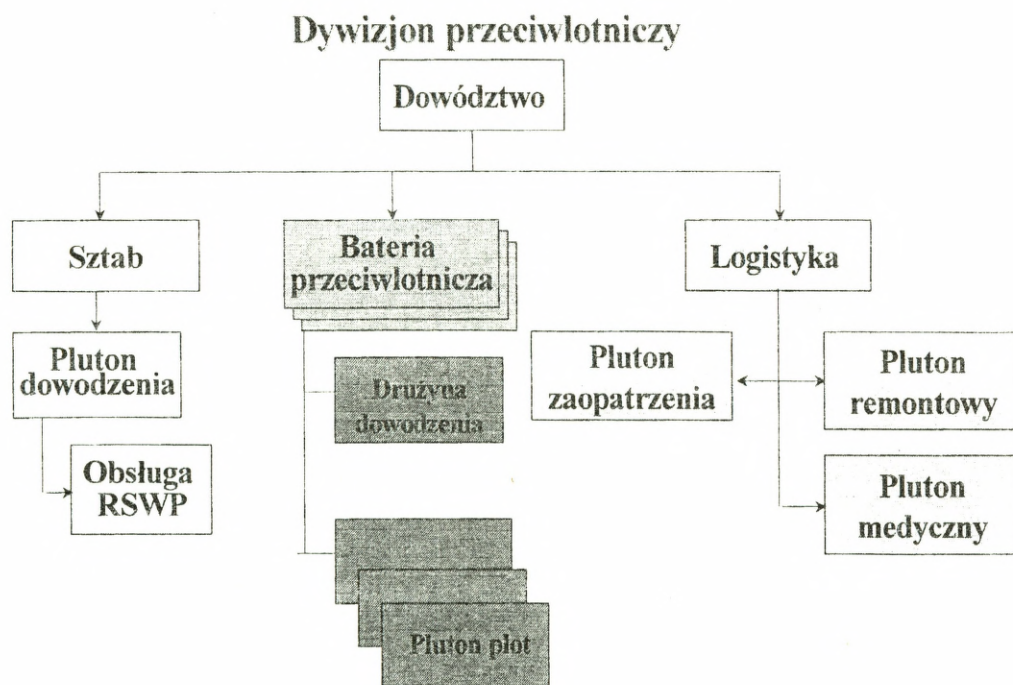 Dywizjon przeciwlotniczy
Dowództwo
Sztab
Bateria
przeciwlotnicza
Logistyka
Pluton
dowodzenia
Drużyna
dowodzenia
Pluton
zaopatrzenia
Pluton
remontowy
Obsługa
RSWP
Pluton
medyczny
Pluton plot